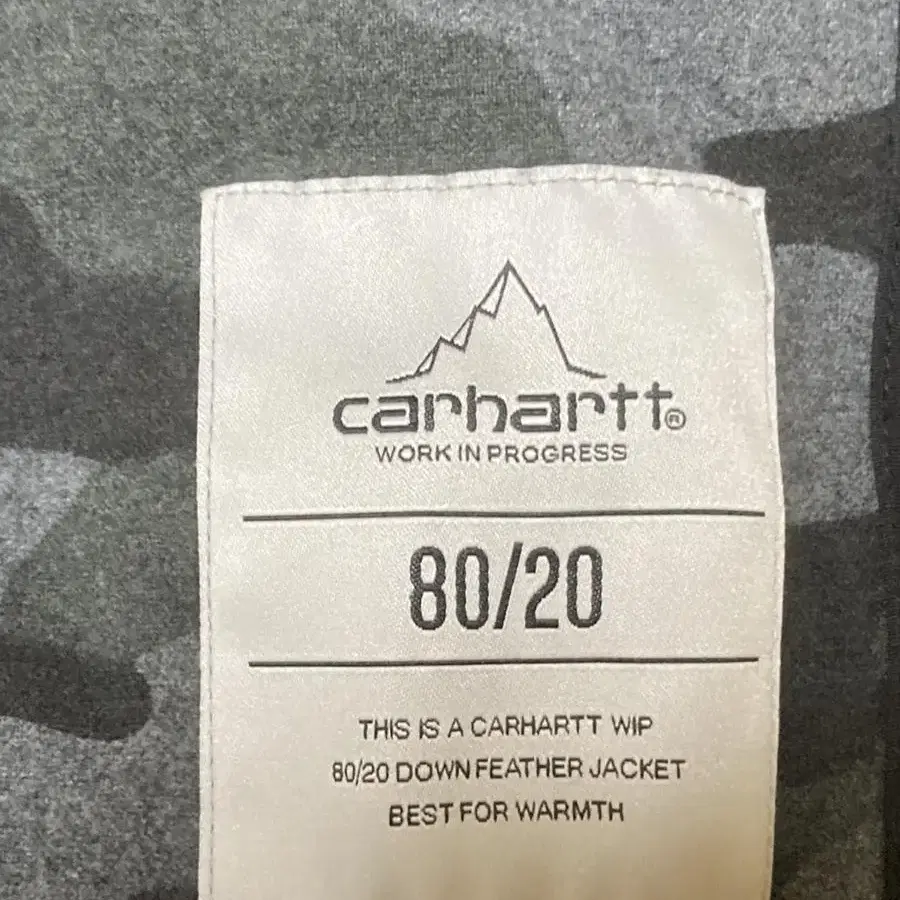 carhartt®
WORK IN PROGRESS
80/20
THIS IS A CARHARTT WIP
80/20 DOWN FEATHER JACKET
BEST FOR WARMTH